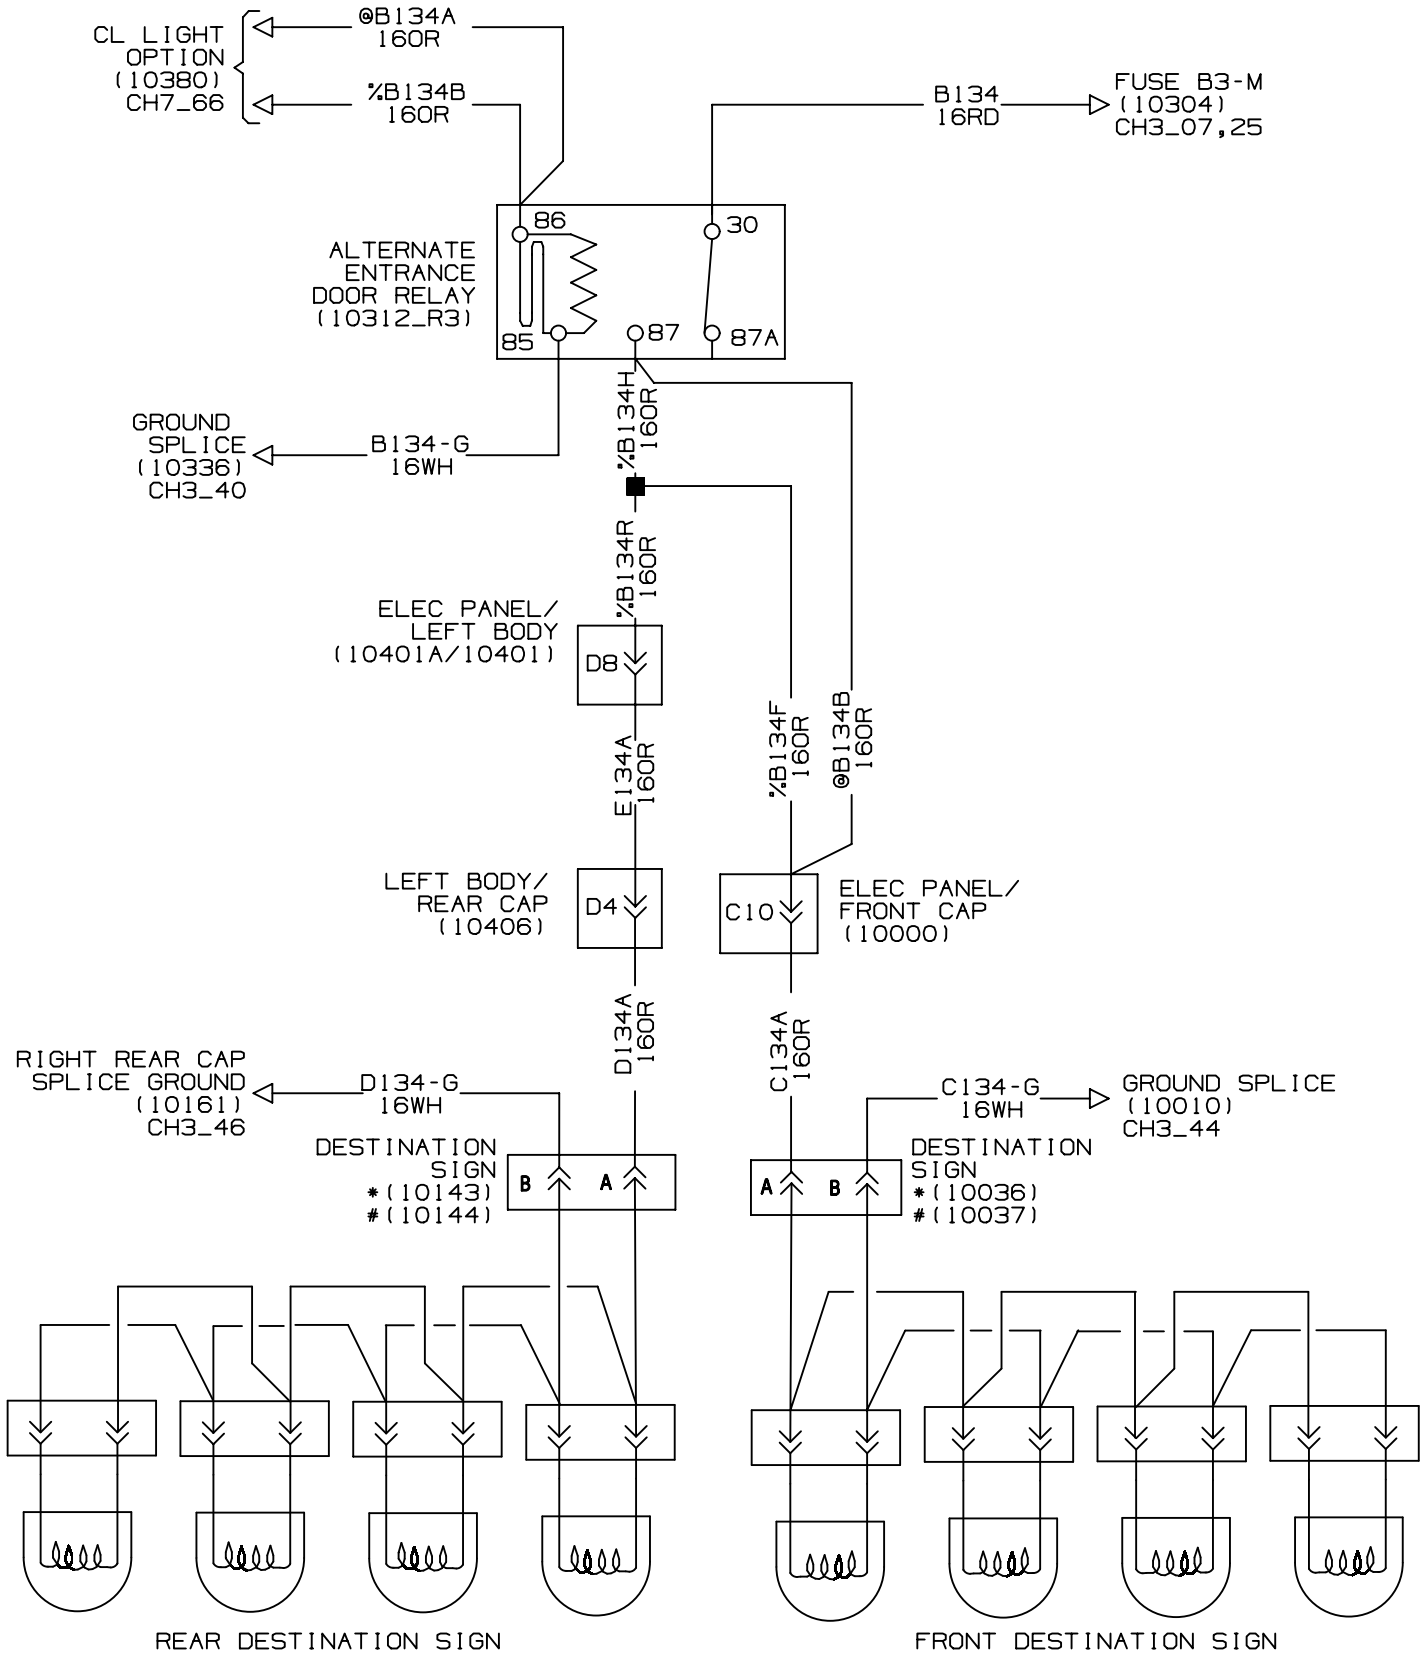 @B134A
16OR
CL LIGHT
OPTION
(10380)
CH7_66
%B134B
16OR
B134
16RD
FUSE B3-M
(10304)
CH3_07,25
86
30
ALTERNATE
ENTRANCE
DOOR RELAY
(10312_R3)
85
87
87A
%B134H
16OR
GROUND
SPLICE
(10336)
CH3_40
B134-G
16WH
%B134R
16OR
ELEC PANEL/
LEFT BODY
(10401A/10401)
D8
%B134F
16OR
@B134B
16OR
E134A
16OR
LEFT BODY/
REAR CAP
(10406)
D4
C10
ELEC PANEL/
FRONT CAP
(10000)
D134A
16OR
C134A
16OR
RIGHT REAR CAP
SPLICE GROUND
(10161)
CH3_46
D134-G
16WH
C134-G
16WH
GROUND SPLICE
(10010)
CH3_44
DESTINATION
SIGN
*(10143)
#(10144)
B
A
A
B
DESTINATION
SIGN
*(10036)
#(10037)
REAR DESTINATION SIGN
FRONT DESTINATION SIGN